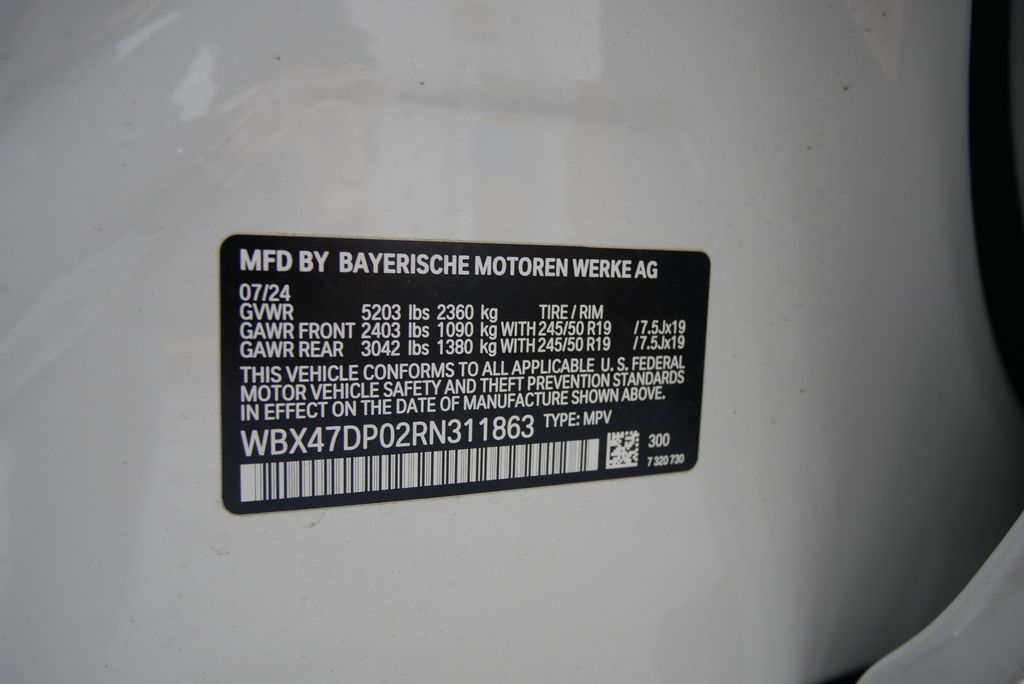 MFD BY BAYERISCHE MOTOREN WERKE AG
07/24
GVWR 5203 lbs 2360 kg TIRE / RIM
GAWR FRONT 2403 lbs 1090 kg WITH 245/50 R19 /7.5Jx19
GAWR REAR 3042 lbs 1380 kg WITH 245/50 R19 /7.5Jx19
THIS VEHICLE CONFORMS TO ALL APPLICABLE U. S. FEDERAL
MOTOR VEHICLE SAFETY AND THEFT PREVENTION STANDARDS
IN EFFECT ON THE DATE OF MANUFACTURE SHOWN ABOVE.
WBX47DP02RN311863 TYPE: MPV
300
7 320 730